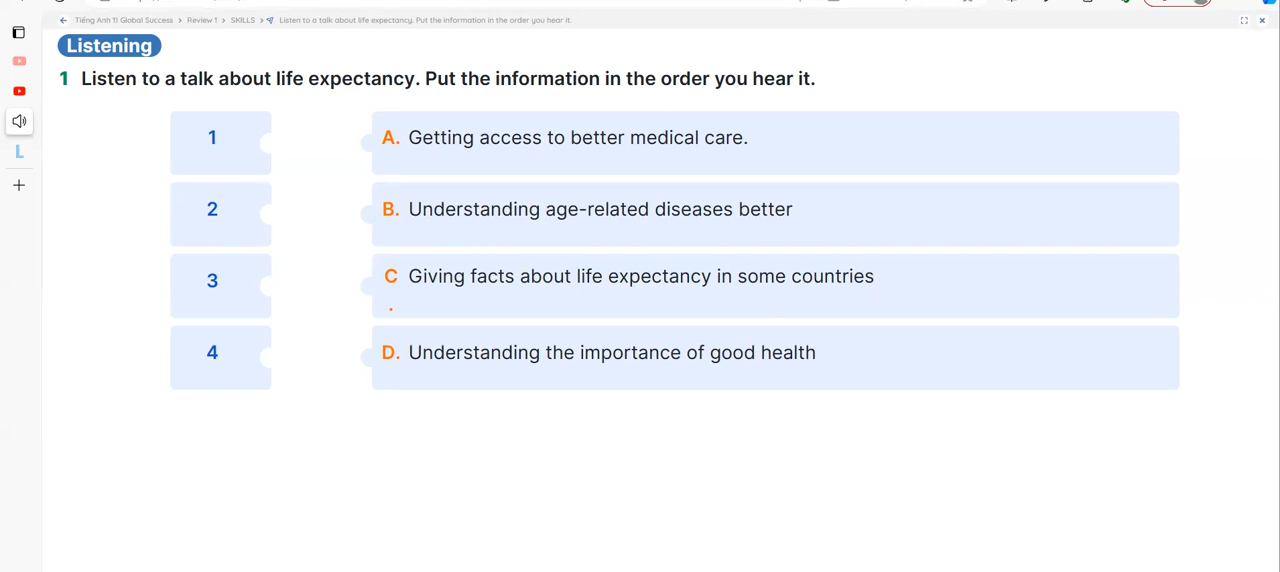 Tiếng Anh 11 Global Success > Review 1 > SKILLS > Listen to a talk about life expectancy. Put the information in the order you hear it.
Listening
1 Listen to a talk about life expectancy. Put the information in the order you hear it.
1
A. Getting access to better medical care.
2
B. Understanding age-related diseases better
3
C. Giving facts about life expectancy in some countries
4
D. Understanding the importance of good health
L